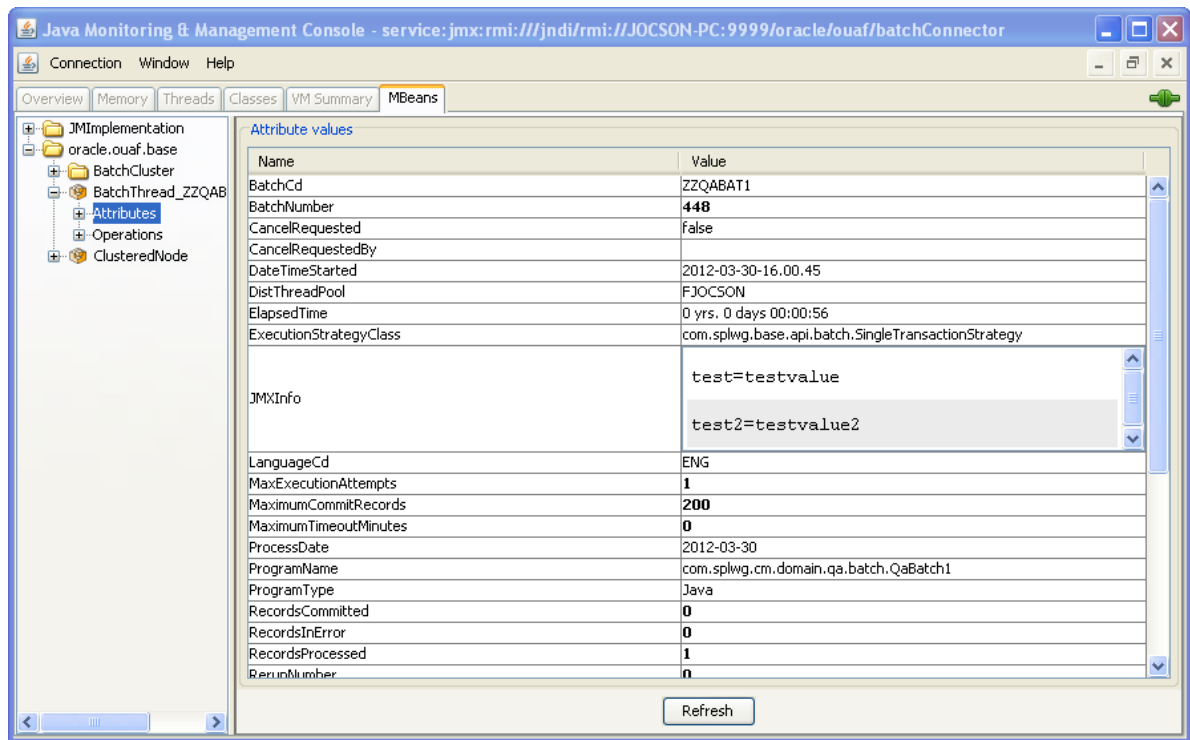 Java Monitoring & Management Console - service:jmx:rmi:///jndi/rmi://JOCSON-PC:9999/oracle/ouaf/batchConnector
Connection Window Help
Overview Memory Threads Classes VM Summary MBeans
JMImplementation
oracle.ouaf.base
BatchCluster
BatchThread_ZZQAB
Attributes
Operations
ClusteredNode
Attribute values
Name Value
BatchCd ZZQABAT1
BatchNumber 448
CancelRequested false
CancelRequestedBy
DateTimeStarted 2012-03-30-16.00.45
DistThreadPool FJOCSON
ElapsedTime 0 yrs. 0 days 00:00:56
ExecutionStrategyClass com.splwg.base.api.batch.SingleTransactionStrategy
JMXInfo test=testvalue
test2=testvalue2
LanguageCd ENG
MaxExecutionAttempts 1
MaximumCommitRecords 200
MaximumTimeoutMinutes 0
ProcessDate 2012-03-30
ProgramName com.splwg.cm.domain.qa.batch.QaBatch1
ProgramType Java
RecordsCommitted 0
RecordsInError 0
RecordsProcessed 1
RerunNumber 0
Refresh